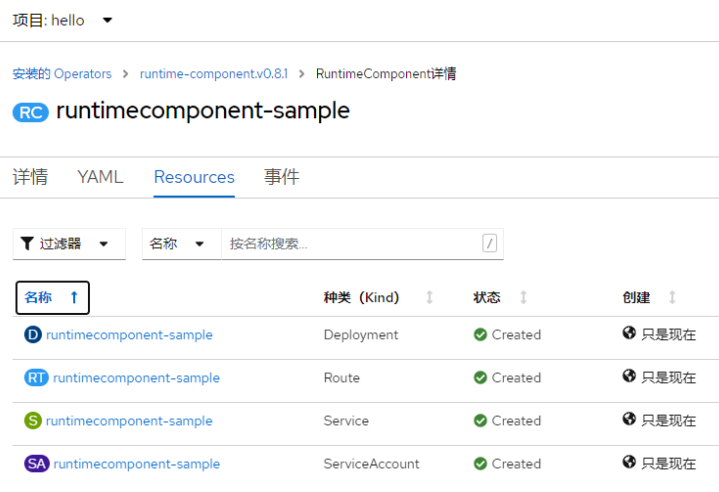 项目: hello
安装的 Operators > runtime-component.v0.8.1 > RuntimeComponent详情
RC runtimecomponent-sample
详情 YAML Resources 事件
过滤器 名称 按名称搜索... /
名称 种类（Kind） 状态 创建
D runtimecomponent-sample Deployment Created 只是现在
RT runtimecomponent-sample Route Created 只是现在
S runtimecomponent-sample Service Created 只是现在
SA runtimecomponent-sample ServiceAccount Created 只是现在